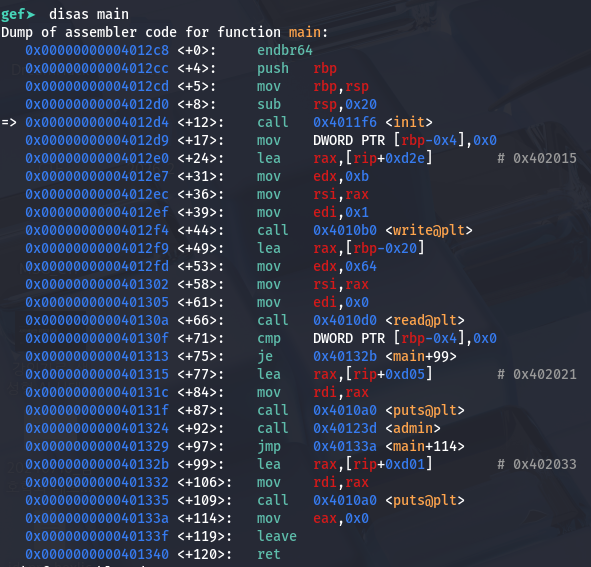 gef➤  disas main
Dump of assembler code for function main:
   0x00000000004012c8 <+0>:     endbr64
   0x00000000004012cc <+4>:     push   rbp
   0x00000000004012cd <+5>:     mov    rbp,rsp
   0x00000000004012d0 <+8>:     sub    rsp,0x20
=> 0x00000000004012d4 <+12>:    call   0x4011f6 <init>
   0x00000000004012d9 <+17>:    mov    DWORD PTR [rbp-0x4],0x0
   0x00000000004012e0 <+24>:    lea    rax,[rip+0xd2e]        # 0x402015
   0x00000000004012e7 <+31>:    mov    edx,0xb
   0x00000000004012ec <+36>:    mov    rsi,rax
   0x00000000004012ef <+39>:    mov    edi,0x1
   0x00000000004012f4 <+44>:    call   0x4010b0 <write@plt>
   0x00000000004012f9 <+49>:    lea    rax,[rbp-0x20]
   0x00000000004012fd <+53>:    mov    edx,0x64
   0x0000000000401302 <+58>:    mov    rsi,rax
   0x0000000000401305 <+61>:    mov    edi,0x0
   0x000000000040130a <+66>:    call   0x4010d0 <read@plt>
   0x000000000040130f <+71>:    cmp    DWORD PTR [rbp-0x4],0x0
   0x0000000000401313 <+75>:    je     0x40132b <main+99>
   0x0000000000401315 <+77>:    lea    rax,[rip+0xd05]        # 0x402021
   0x000000000040131c <+84>:    mov    rdi,rax
   0x000000000040131f <+87>:    call   0x4010a0 <puts@plt>
   0x0000000000401324 <+92>:    call   0x40123d <admin>
   0x0000000000401329 <+97>:    jmp    0x40133a <main+114>
   0x000000000040132b <+99>:    lea    rax,[rip+0xd01]        # 0x402033
   0x0000000000401332 <+106>:   mov    rdi,rax
   0x0000000000401335 <+109>:   call   0x4010a0 <puts@plt>
   0x000000000040133a <+114>:   mov    eax,0x0
   0x000000000040133f <+119>:   leave
   0x0000000000401340 <+120>:   ret